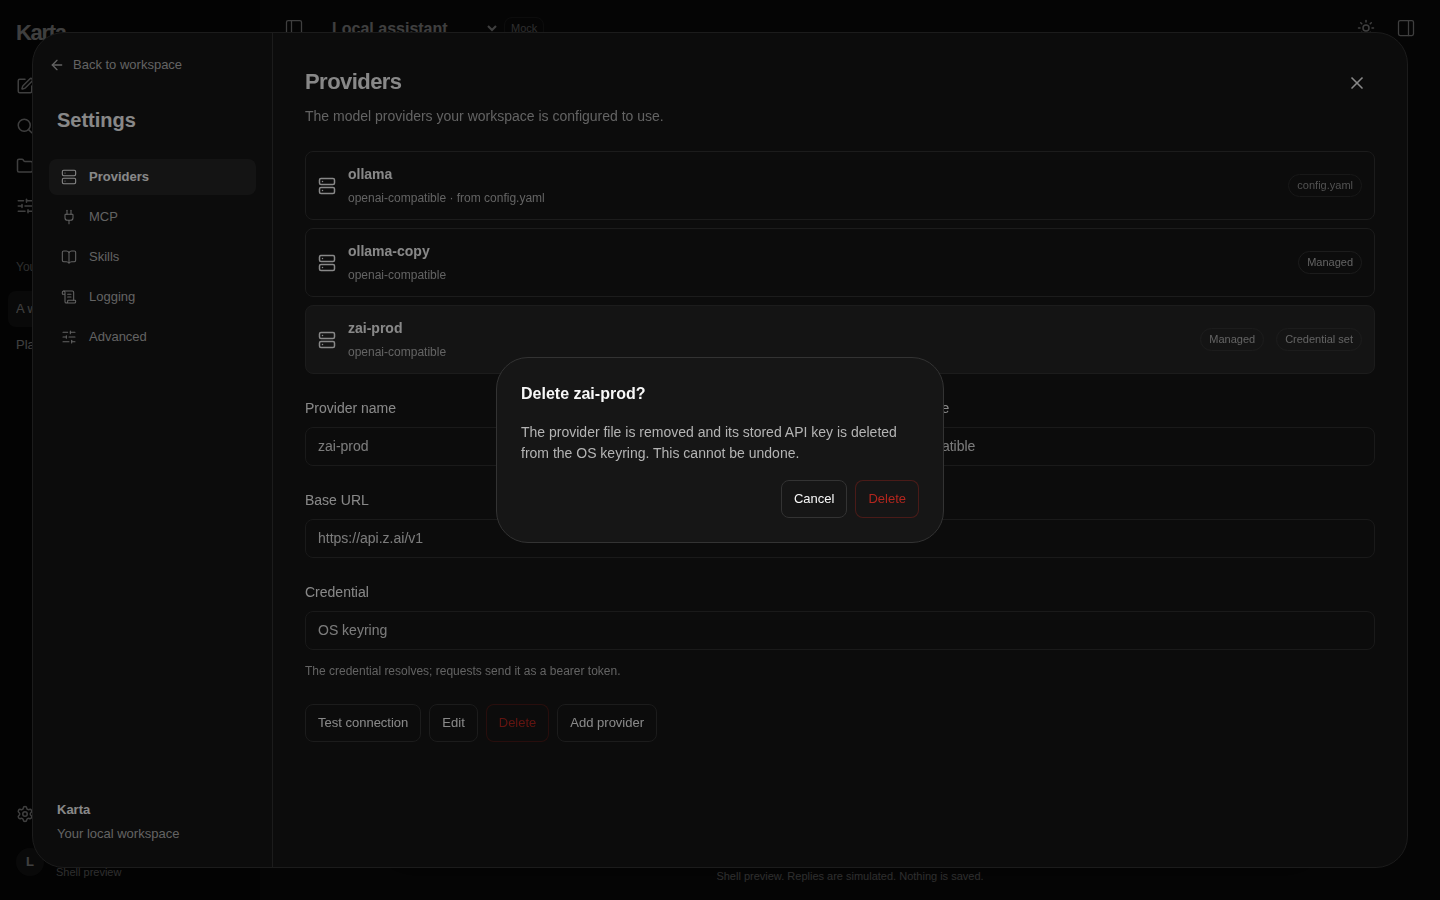 Karta
Local assistant
Mock
Back to workspace
Settings
Providers
MCP
Skills
Logging
Advanced
Karta
Your local workspace
L
Shell preview
Providers
The model providers your workspace is configured to use.
ollama
openai-compatible · from config.yaml
config.yaml
ollama-copy
openai-compatible
Managed
zai-prod
openai-compatible
Managed
Credential set
Provider name
zai-prod
Base URL
https://api.z.ai/v1
Credential
OS keyring
The credential resolves; requests send it as a bearer token.
Test connection
Edit
Delete
Add provider
Delete zai-prod?
The provider file is removed and its stored API key is deleted
from the OS keyring. This cannot be undone.
Cancel
Delete
Shell preview. Replies are simulated. Nothing is saved.